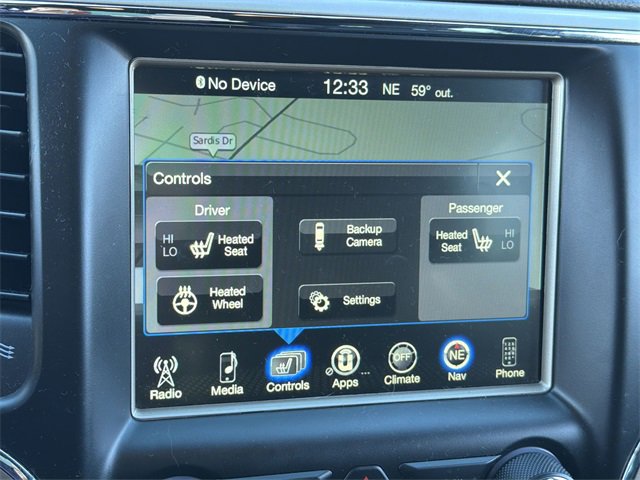 No Device 12:33 NE 59° out.
Sardis Dr
Controls
Driver
Passenger
HI
LO
Heated
Seat
Backup
Camera
Heated
Seat
HI
LO
Heated
Wheel
Settings
OFF
NE
Radio
Media
Controls
Apps
...
Climate
Nav
Phone